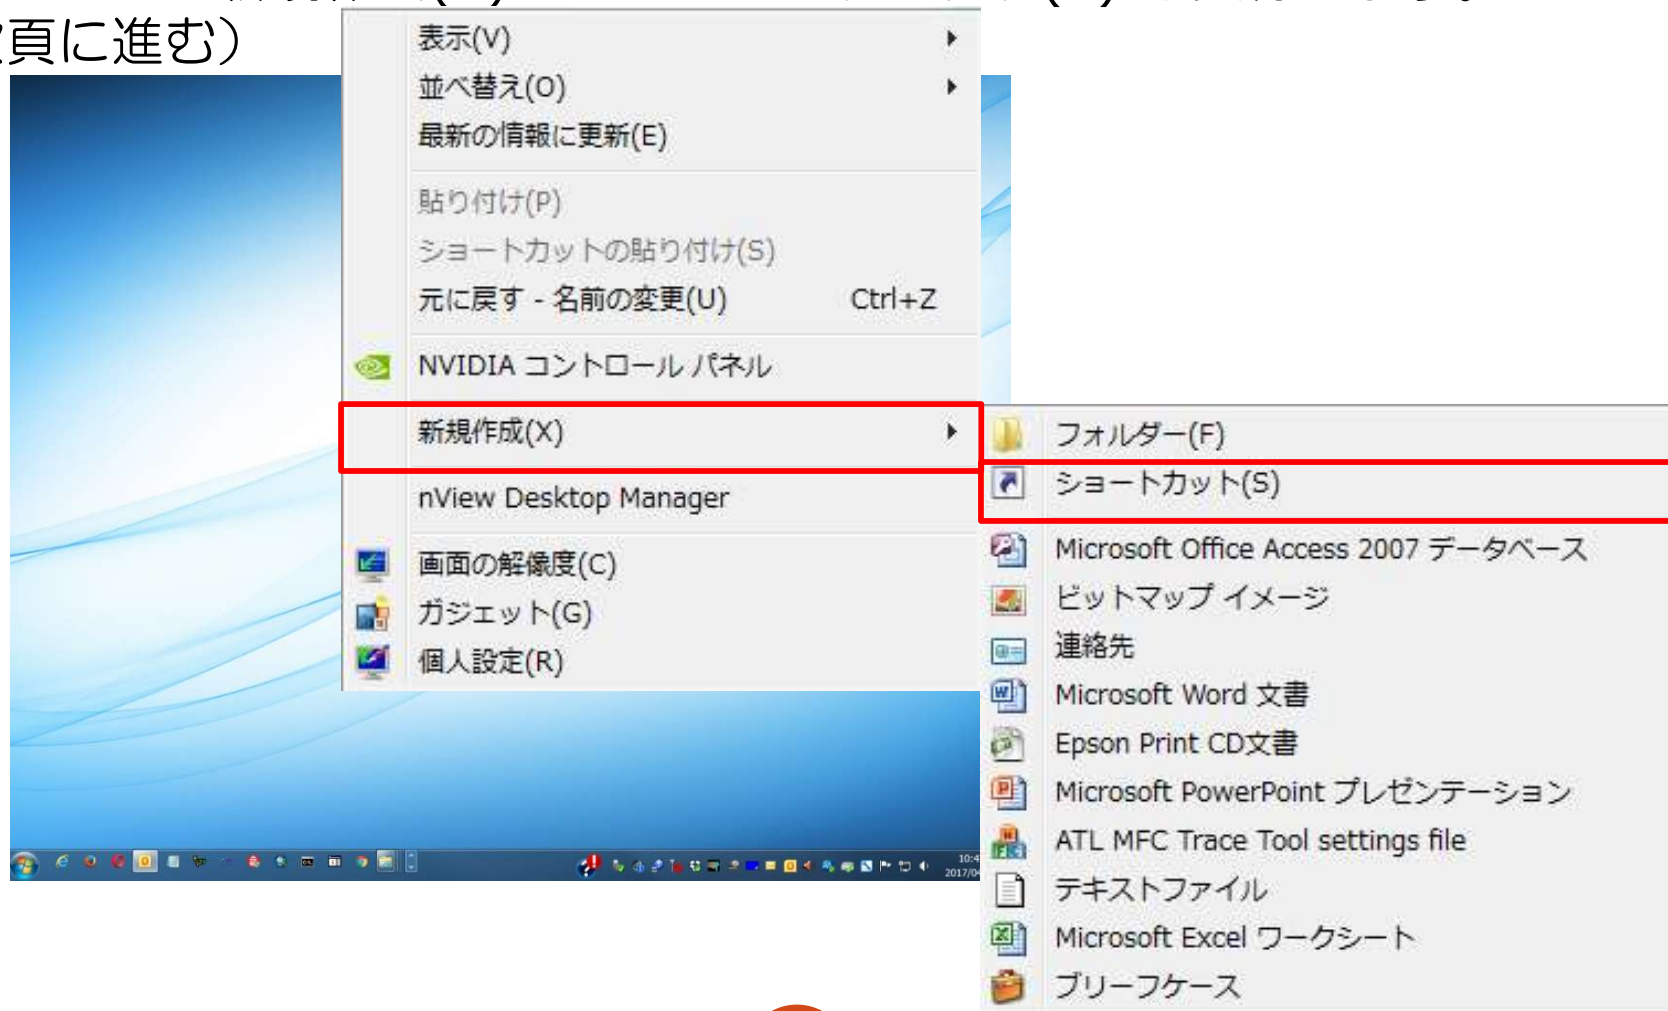 頁に進む）
表示(V)
並べ替え(O)
最新の情報に更新(E)
貼り付け(P)
ショートカットの貼り付け(S)
元に戻す - 名前の変更(U) Ctrl+Z
NVIDIA コントロール パネル
新規作成(X)
nView Desktop Manager
画面の解像度(C)
ガジェット(G)
個人設定(R)
フォルダー(F)
ショートカット(S)
Microsoft Office Access 2007 データベース
ビットマップ イメージ
連絡先
Microsoft Word 文書
Epson Print CD文書
Microsoft PowerPoint プレゼンテーション
ATL MFC Trace Tool settings file
テキストファイル
Microsoft Excel ワークシート
ブリーフケース
10:4
2017/04